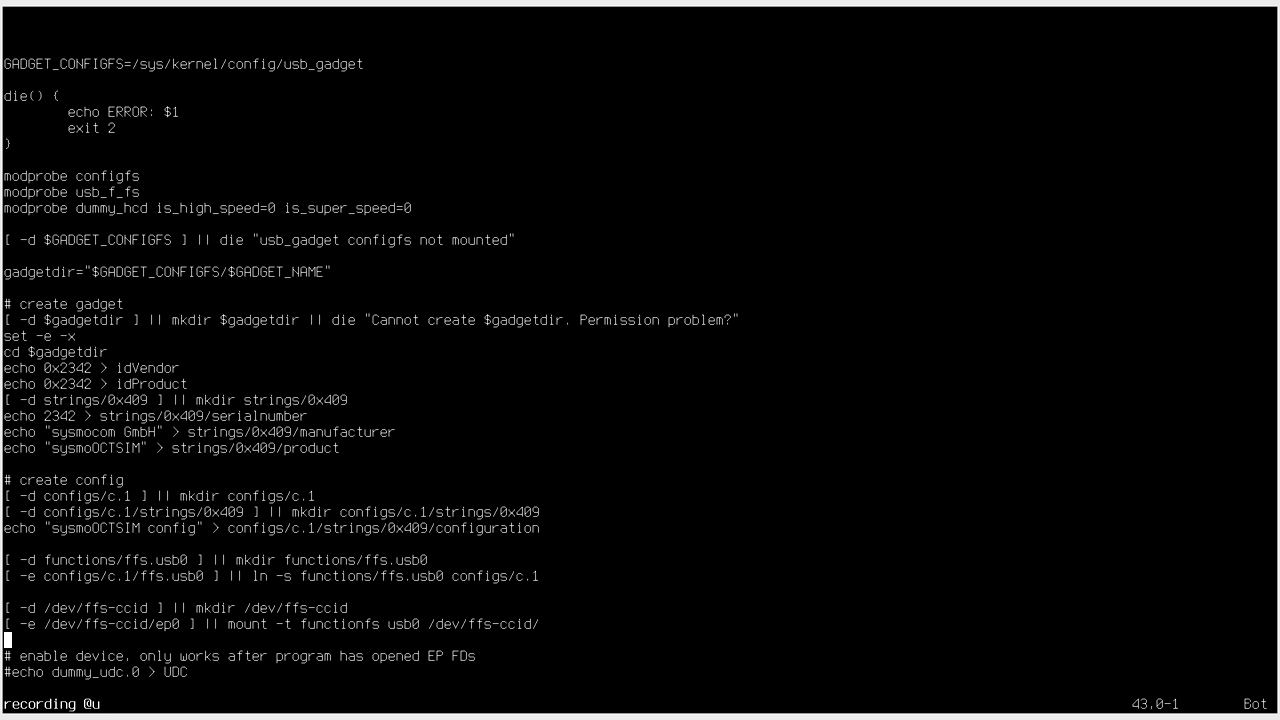 GADGET_CONFIGFS=/sys/kernel/config/usb_gadget
die() {
echo ERROR: $1
exit 2
}
modprobe configfs
modprobe usb_f_fs
modprobe dummy_hcd is_high_speed=0 is_super_speed=0
[ -d $GADGET_CONFIGFS ] || die "usb_gadget configfs not mounted"
gadgetdir="$GADGET_CONFIGFS/$GADGET_NAME"
# create gadget
[ -d $gadgetdir ] || mkdir $gadgetdir || die "Cannot create $gadgetdir. Permission problem?"
set -e -x
cd $gadgetdir
echo 0x2342 > idVendor
echo 0x2342 > idProduct
[ -d strings/0x409 ] || mkdir strings/0x409
echo 2342 > strings/0x409/serialnumber
echo "sysmocom GmbH" > strings/0x409/manufacturer
echo "sysmoOCTSIM" > strings/0x409/product
# create config
[ -d configs/c.1 ] || mkdir configs/c.1
[ -d configs/c.1/strings/0x409 ] || mkdir configs/c.1/strings/0x409
echo "sysmoOCTSIM config" > configs/c.1/strings/0x409/configuration
[ -d functions/ffs.usb0 ] || mkdir functions/ffs.usb0
[ -e configs/c.1/ffs.usb0 ] || ln -s functions/ffs.usb0 configs/c.1
[ -d /dev/ffs-ccid ] || mkdir /dev/ffs-ccid
[ -e /dev/ffs-ccid/ep0 ] || mount -t functionfs usb0 /dev/ffs-ccid/
# enable device, only works after program has opened EP FDs
#echo dummy_udc.0 > UDC
recording @u 43,0-1 Bot